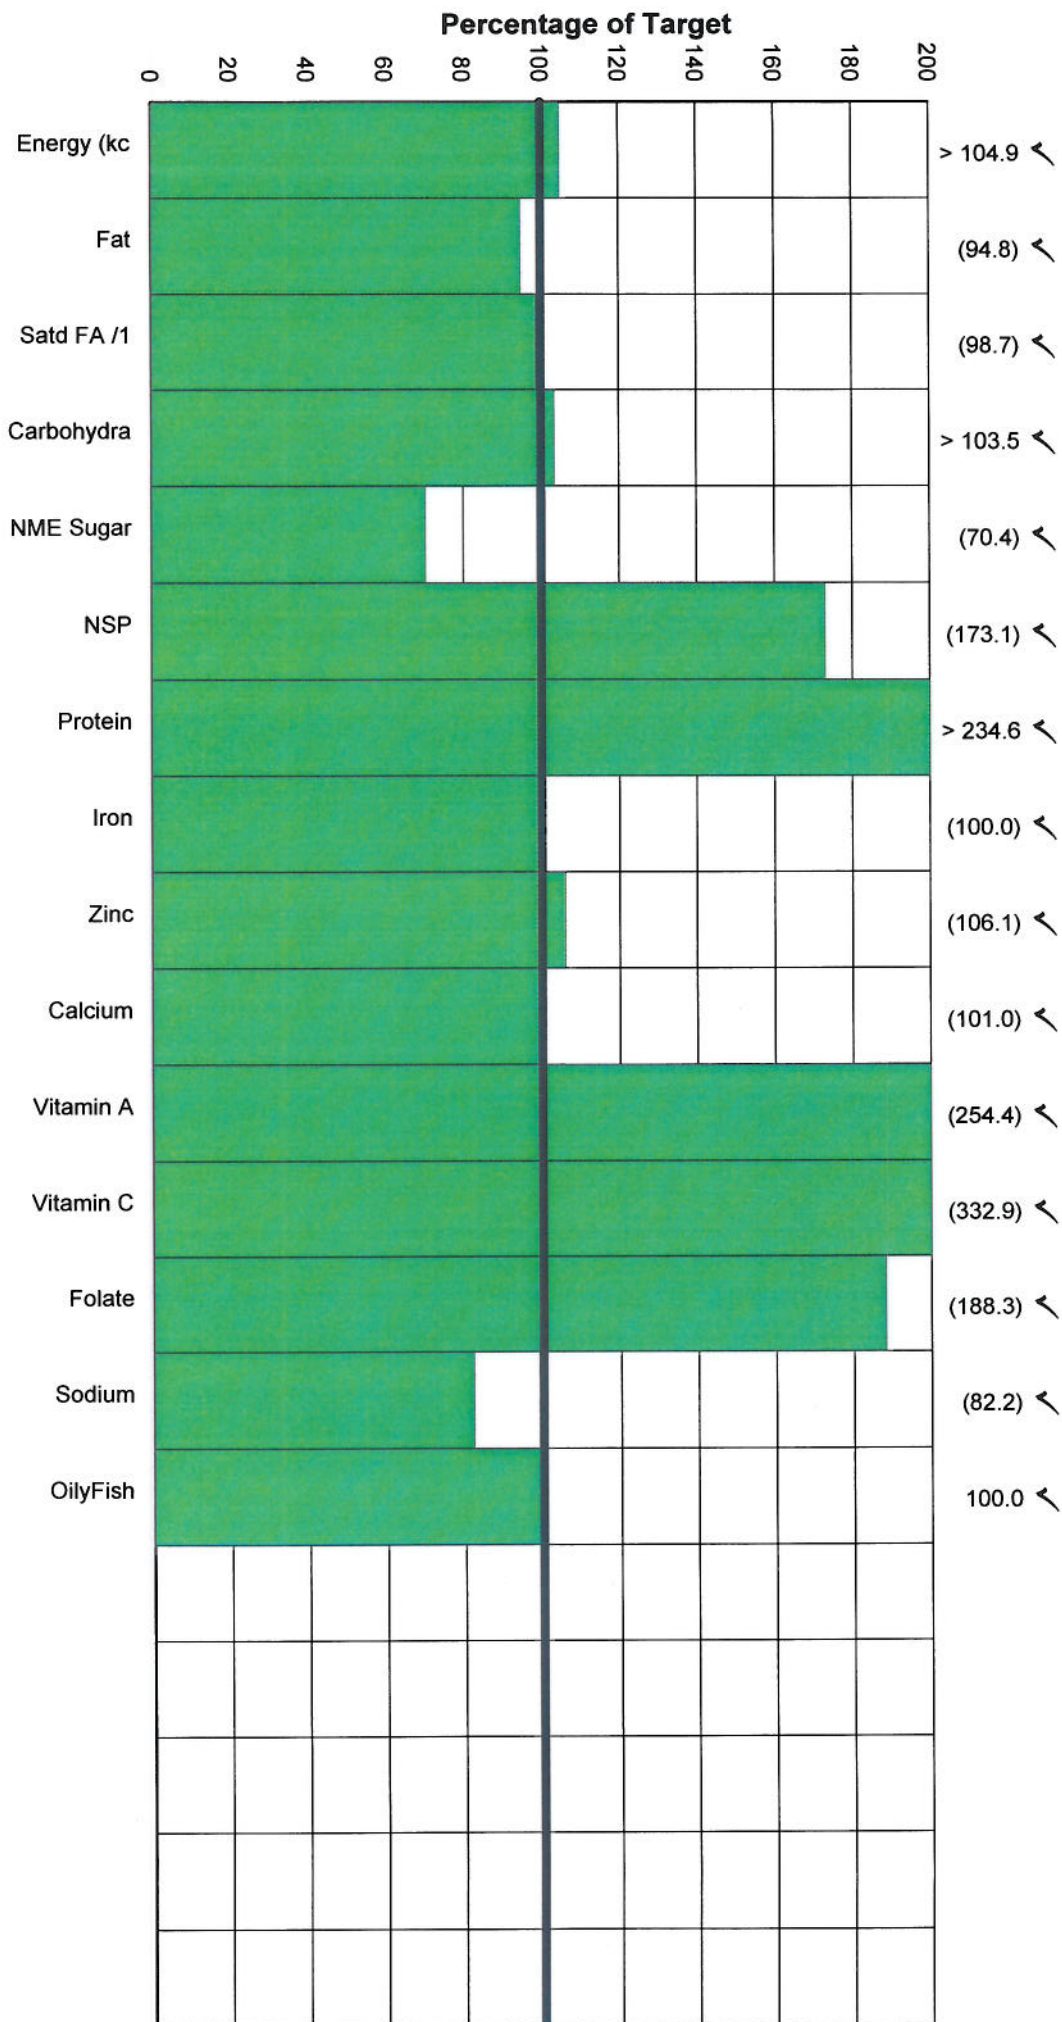 Percentage of Target
0 20 40 60 80 100 120 140 160 180 200
Energy (kc > 104.9 ✓
Fat (94.8) ✓
Satd FA /1 (98.7) ✓
Carbohydra > 103.5 ✓
NME Sugar (70.4) ✓
NSP (173.1) ✓
Protein > 234.6 ✓
Iron (100.0) ✓
Zinc (106.1) ✓
Calcium (101.0) ✓
Vitamin A (254.4) ✓
Vitamin C (332.9) ✓
Folate (188.3) ✓
Sodium (82.2) ✓
OilyFish 100.0 ✓